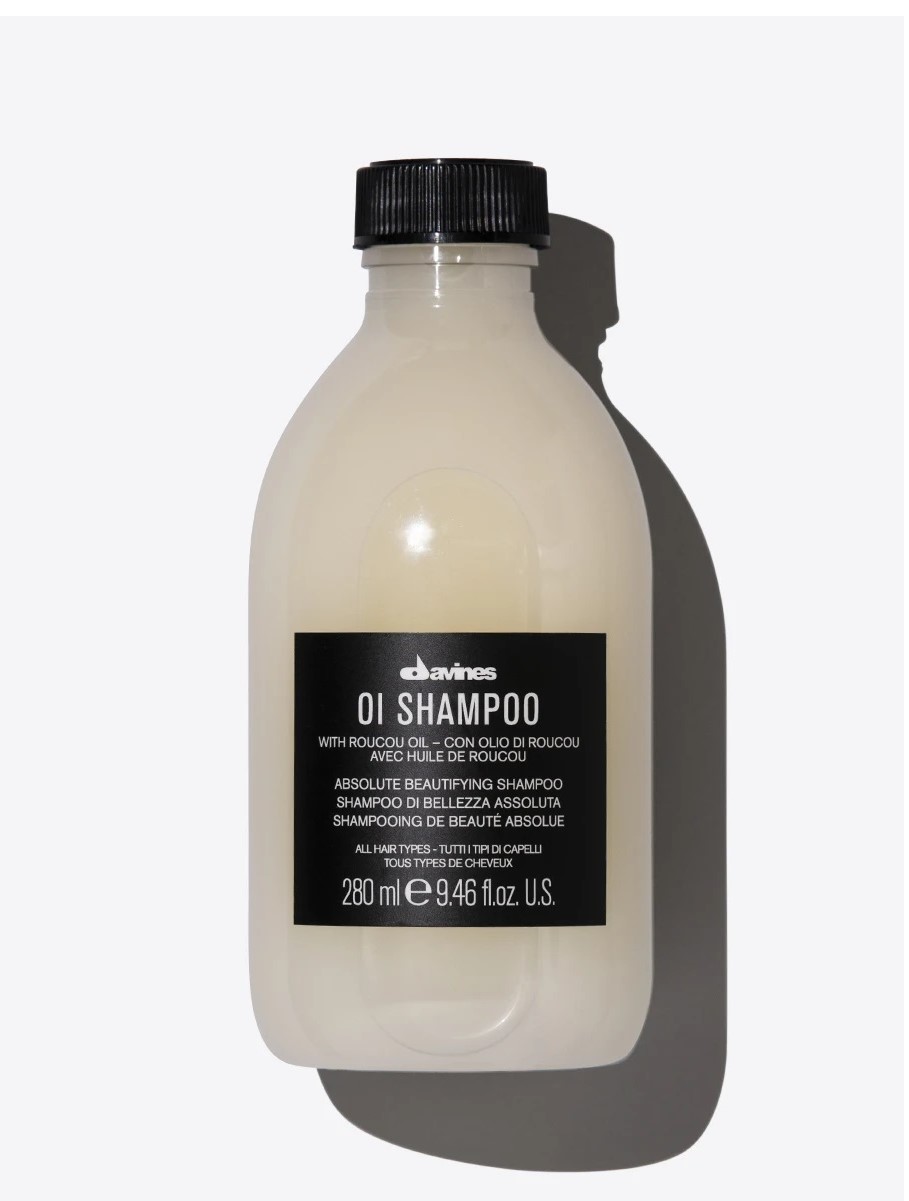 davines
OI SHAMPOO
WITH ROUCOU OIL – CON OLIO DI ROUCOU
AVEC HUILE DE ROUCOU
ABSOLUTE BEAUTIFYING SHAMPOO
SHAMPOO DI BELLEZZA ASSOLUTA
SHAMPOOING DE BEAUTÉ ABSOLUE
ALL HAIR TYPES - TUTTI I TIPI DI CAPELLI
TOUS TYPES DE CHEVEUX
280 ml ℮ 9,46 fl.oz. U.S.